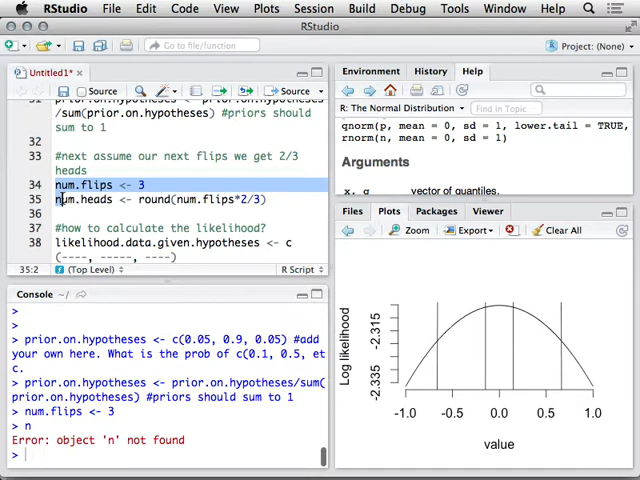 RStudio File Edit Code View Plots Session Build Debug Tools Window Help
RStudio
Go to file/function
Project: (None)
Untitled1*
Source on Save
Source
31 prior.on.hypotheses <- prior.on.hypotheses
/sum(prior.on.hypotheses) #priors should
sum to 1
32
33 #next assume our next flips we get 2/3
heads
34 num.flips <- 3
35 num.heads <- round(num.flips*2/3)
36
37 #how to calculate the likelihood?
38 likelihood.data.given.hypotheses <- c
(----, -----, ----)
35:2 (Top Level) R Script
Console ~/
>
>
> prior.on.hypotheses <- c(0.05, 0.9, 0.05) #add
your own here. What is the prob of c(0.1, 0.5, et
c.
> prior.on.hypotheses <- prior.on.hypotheses/sum(
prior.on.hypotheses) #priors should sum to 1
> num.flips <- 3
> n
Error: object 'n' not found
>
Environment History Help
R: The Normal Distribution Find in Topic
qnorm(p, mean = 0, sd = 1, lower.tail = TRUE,
rnorm(n, mean = 0, sd = 1)
Arguments
x, q vector of quantiles.
Files Plots Packages Viewer
Zoom Export Clear All
Log likelihood
-2.315
-2.335
-1.0 -0.5 0.0 0.5 1.0
value